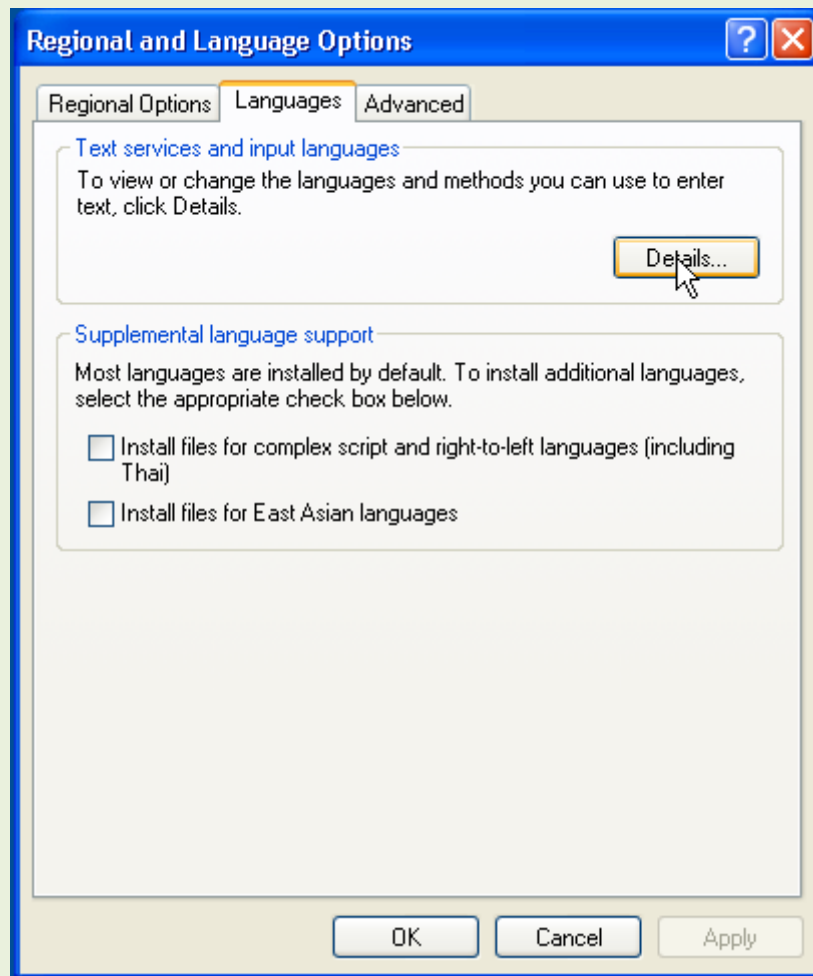 Regional and Language Options
?
Regional Options Languages Advanced
Text services and input languages
To view or change the languages and methods you can use to enter
text, click Details.
Details...
Supplemental language support
Most languages are installed by default. To install additional languages,
select the appropriate check box below.
Install files for complex script and right-to-left languages (including
Thai)
Install files for East Asian languages
OK Cancel Apply